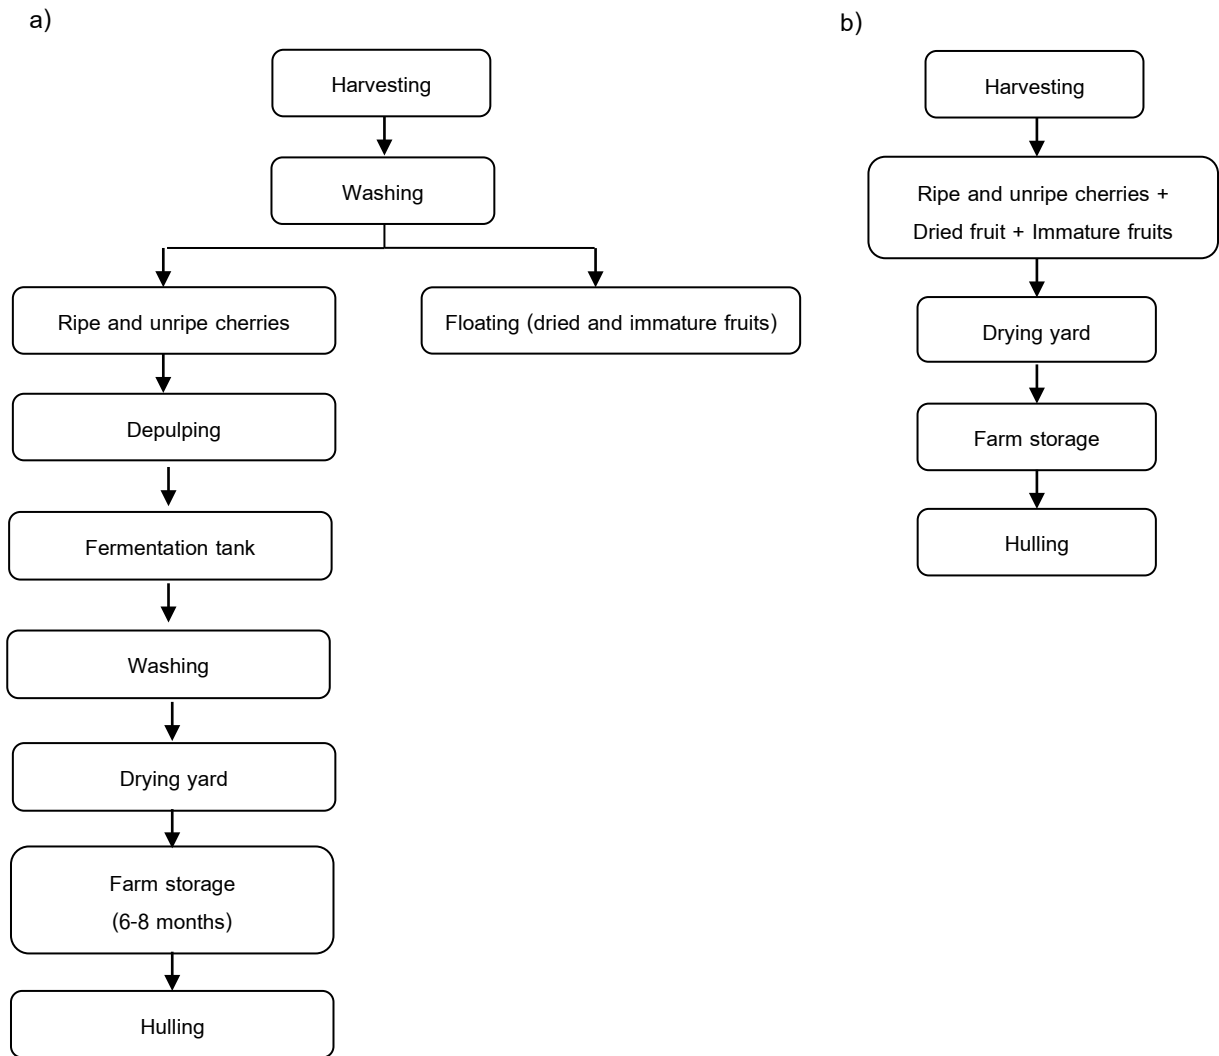 a)
Harvesting
Washing
Ripe and unripe cherries
Floating (dried and immature fruits)
Depulping
Fermentation tank
Washing
Drying yard
Farm storage
(6-8 months)
Hulling
b)
Harvesting
Ripe and unripe cherries +
Dried fruit + Immature fruits
Drying yard
Farm storage
Hulling